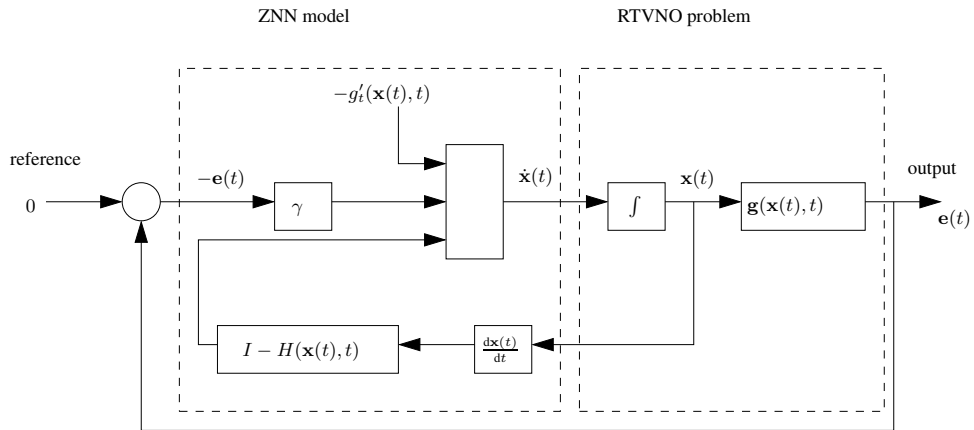 ZNN model
RTVNO problem
−g′ₜ(𝐱(t), t)
reference
0
−𝐞(t)
γ
𝐱̇(t)
∫
𝐱(t)
𝐠(𝐱(t), t)
output
𝐞(t)
I − H(𝐱(t), t)
d𝐱(t)
dt